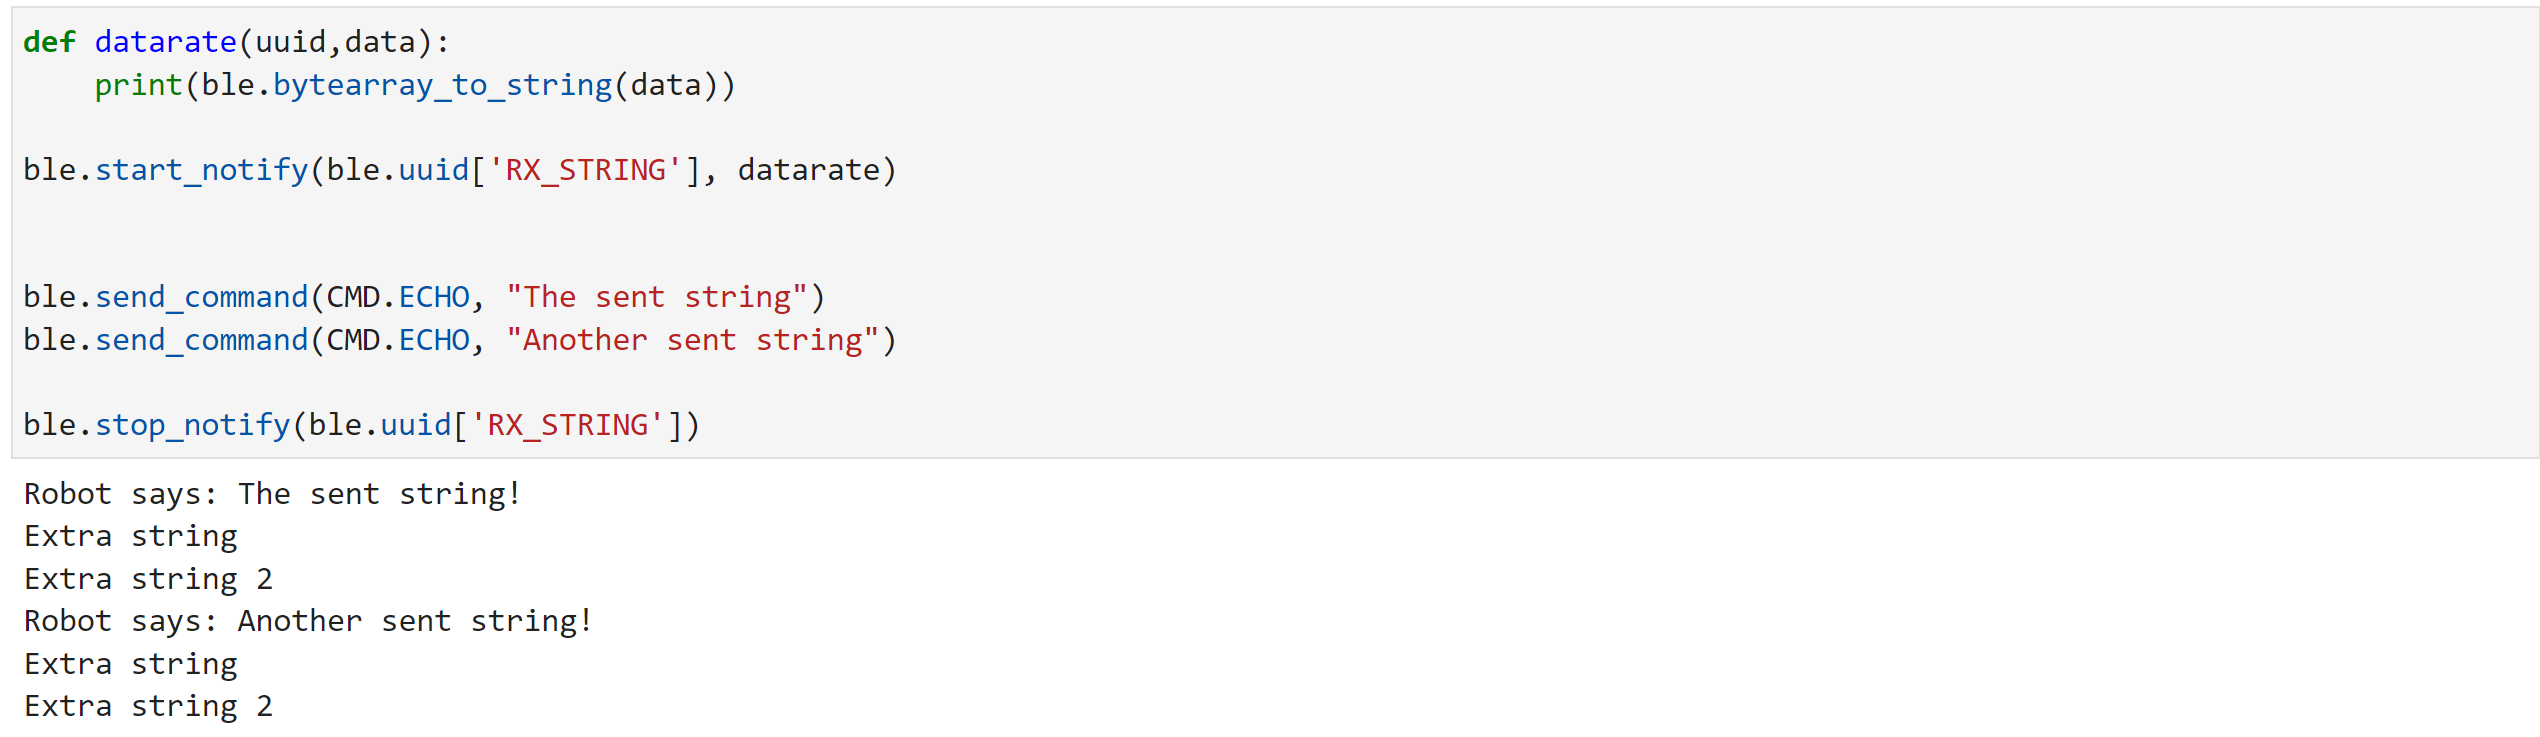 def datarate(uuid,data):
    print(ble.bytearray_to_string(data))
ble.start_notify(ble.uuid['RX_STRING'], datarate)
ble.send_command(CMD.ECHO, "The sent string")
ble.send_command(CMD.ECHO, "Another sent string")
ble.stop_notify(ble.uuid['RX_STRING'])
Robot says: The sent string!
Extra string
Extra string 2
Robot says: Another sent string!
Extra string
Extra string 2